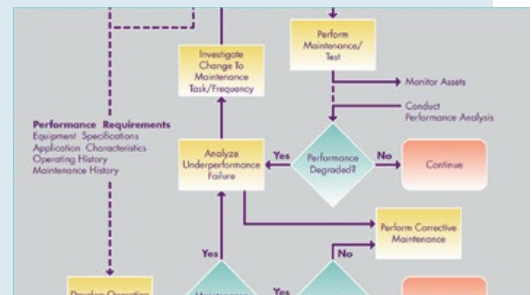 Perform
Maintenance/
Test
Investigate
Change To
Maintenance
Task/Frequency
Monitor Assets
Conduct
Performance Analysis
Performance Requirements
Equipment Specifications
Application Characteristics
Operating History
Maintenance History
Analyze
Underperformance
Failure
Yes
Performance
Degraded?
No
Continue
Perform Corrective
Maintenance
Yes
No
Develop Operating
Yes